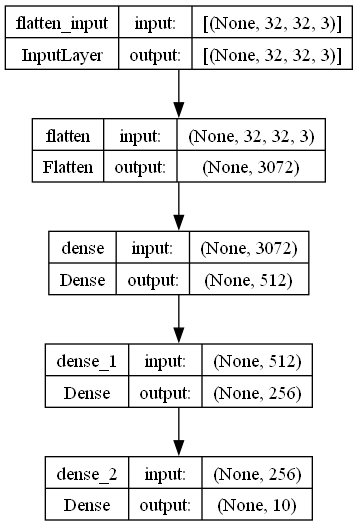 flatten_input input: [(None, 32, 32, 3)]
InputLayer output: [(None, 32, 32, 3)]
flatten input: (None, 32, 32, 3)
Flatten output: (None, 3072)
dense input: (None, 3072)
Dense output: (None, 512)
dense_1 input: (None, 512)
Dense output: (None, 256)
dense_2 input: (None, 256)
Dense output: (None, 10)